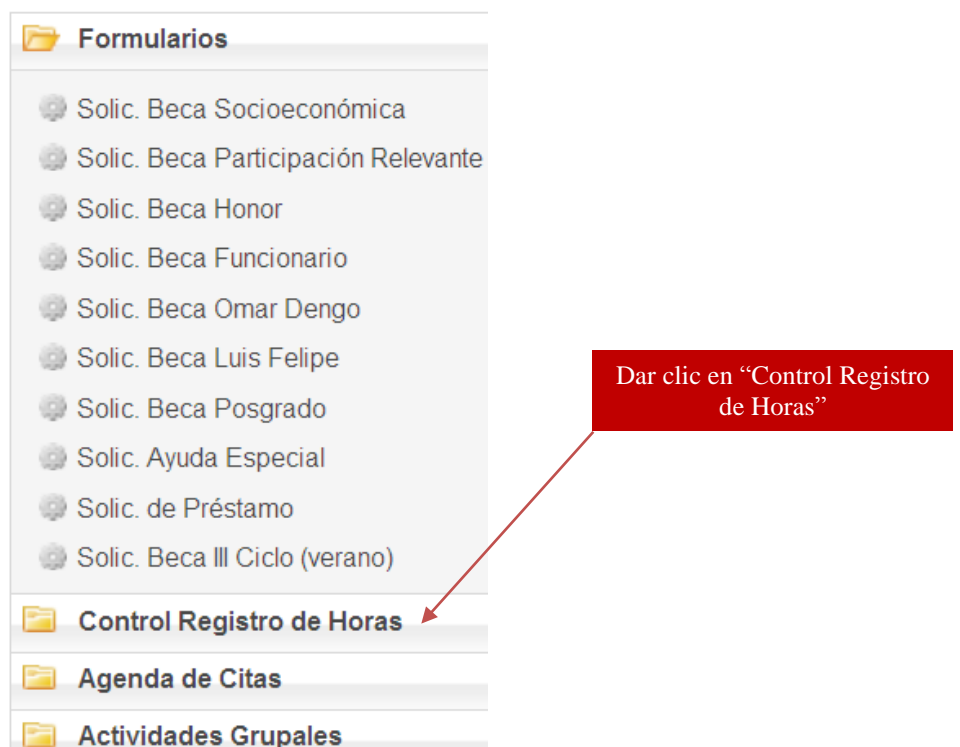 Formularios
Solic. Beca Socioeconómica
Solic. Beca Participación Relevante
Solic. Beca Honor
Solic. Beca Funcionario
Solic. Beca Omar Dengo
Solic. Beca Luis Felipe
Solic. Beca Posgrado
Solic. Ayuda Especial
Solic. de Préstamo
Solic. Beca III Ciclo (verano)
Control Registro de Horas
Agenda de Citas
Actividades Grupales
Dar clic en “Control Registro
de Horas”